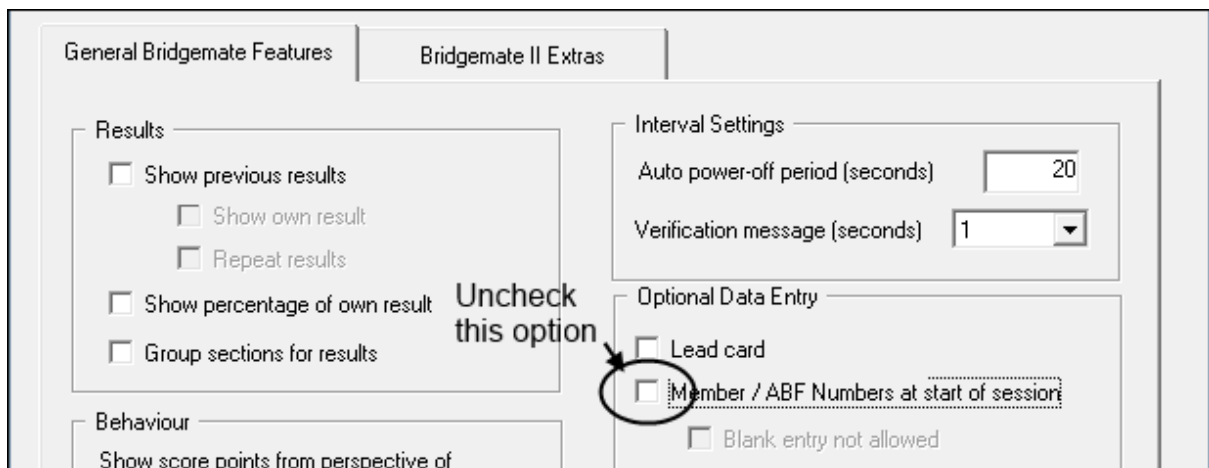 General Bridgemate Features
Bridgemate II Extras
Results
Show previous results
Show own result
Repeat results
Show percentage of own result
Group sections for results
Behaviour
Show score points from perspective of
Interval Settings
Auto power-off period (seconds) 20
Verification message (seconds) 1
Uncheck
this option
Optional Data Entry
Lead card
Member / ABF Numbers at start of session
Blank entry not allowed